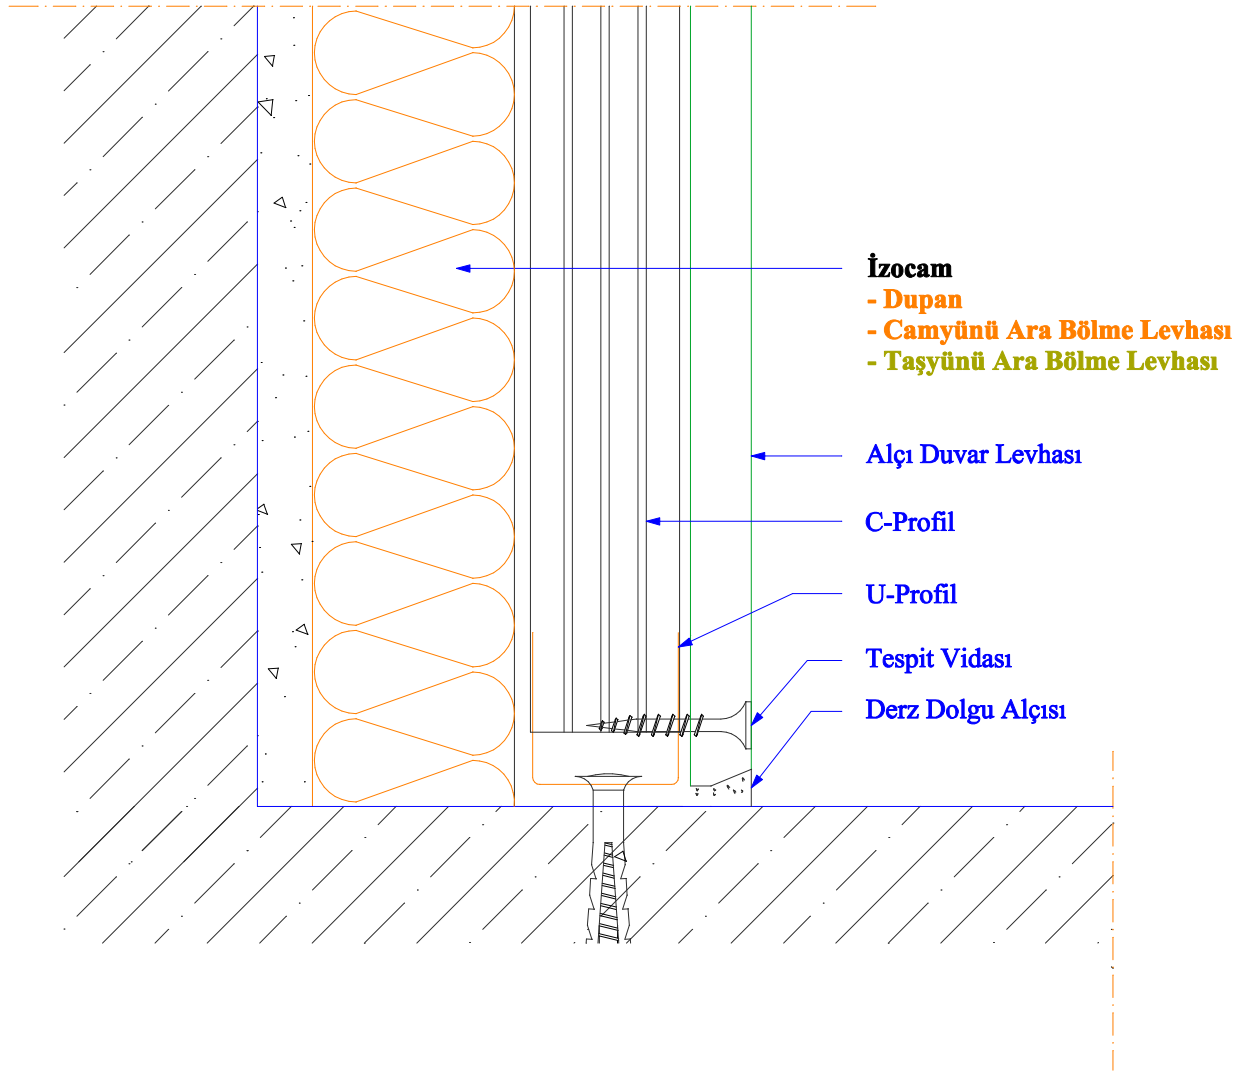 İzocam
- Dupan
- Camyünü Ara Bölme Levhası
- Taşyünü Ara Bölme Levhası
Alçı Duvar Levhası
C-Profil
U-Profil
Tespit Vidası
Derz Dolgu Alçısı